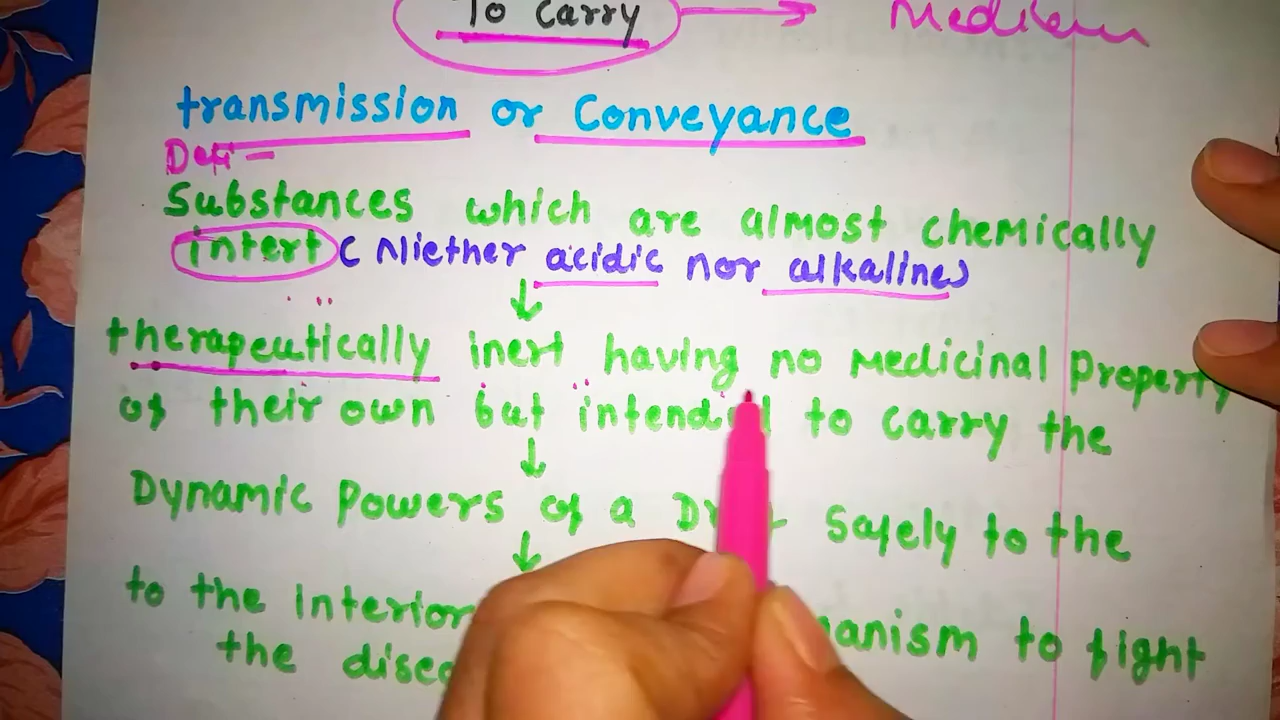 To Carry Medium
transmission or Conveyance
Def -
Substances which are almost chemically
intert ( Niether acidic nor alkaline)
therapeutically inert having no Medicinal Property
of their own but intended to carry the
Dynamic Powers of a Safely to the
to the interior to fight
the